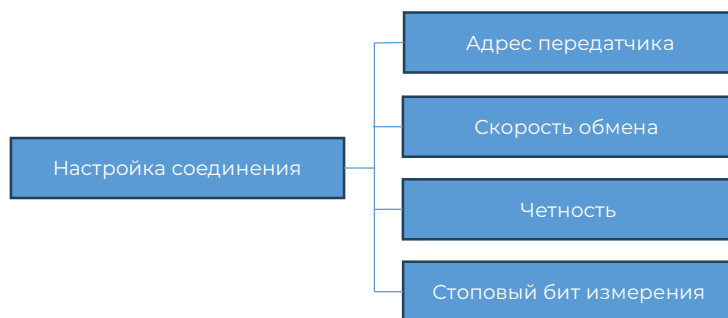 Адрес передатчика
Скорость обмена
Настройка соединения
Четность
Стоповый бит измерения